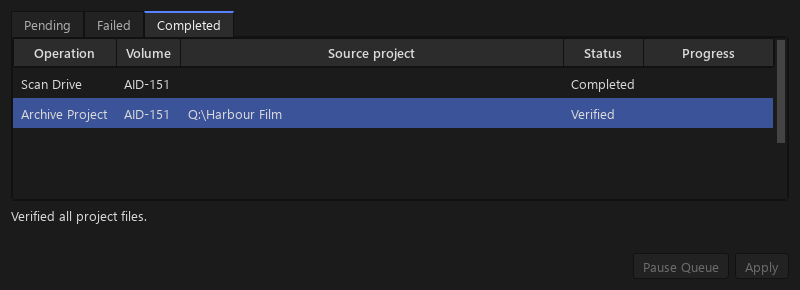 Pending Failed Completed
Operation Volume Source project Status Progress
Scan Drive AID-151 Completed
Archive Project AID-151 Q:\Harbour Film Verified
Verified all project files.
Pause Queue Apply